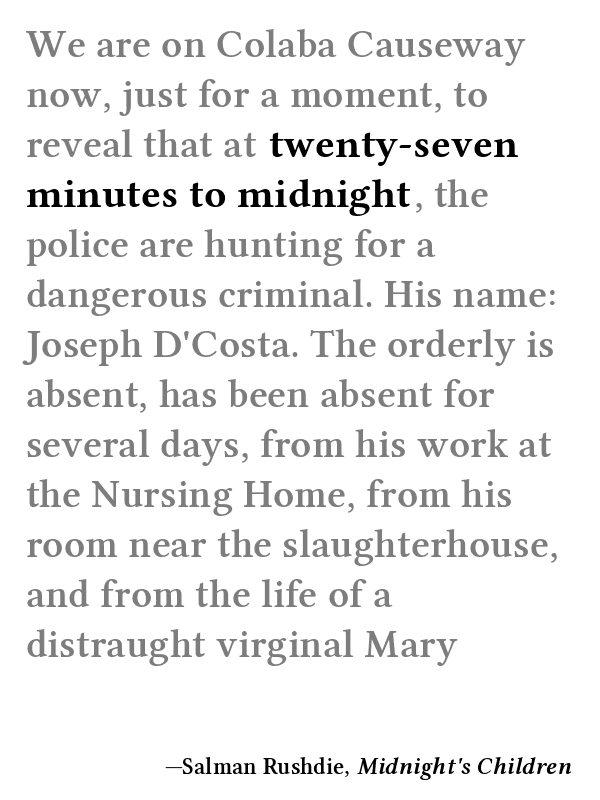 We are on Colaba Causeway
now, just for a moment, to
reveal that at twenty-seven
minutes to midnight, the
police are hunting for a
dangerous criminal. His name:
Joseph D'Costa. The orderly is
absent, has been absent for
several days, from his work at
the Nursing Home, from his
room near the slaughterhouse,
and from the life of a
distraught virginal Mary
—Salman Rushdie, Midnight's Children